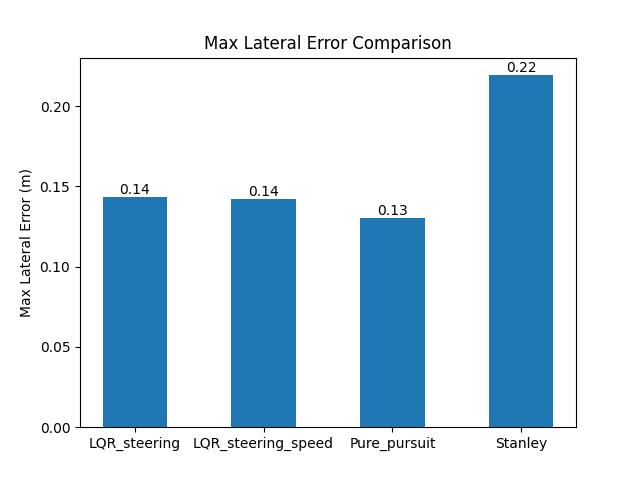 Max Lateral Error Comparison
0.22
0.20
0.15
0.14
0.14
0.13
0.10
0.05
0.00
Max Lateral Error (m)
LQR_steering
LQR_steering_speed
Pure_pursuit
Stanley